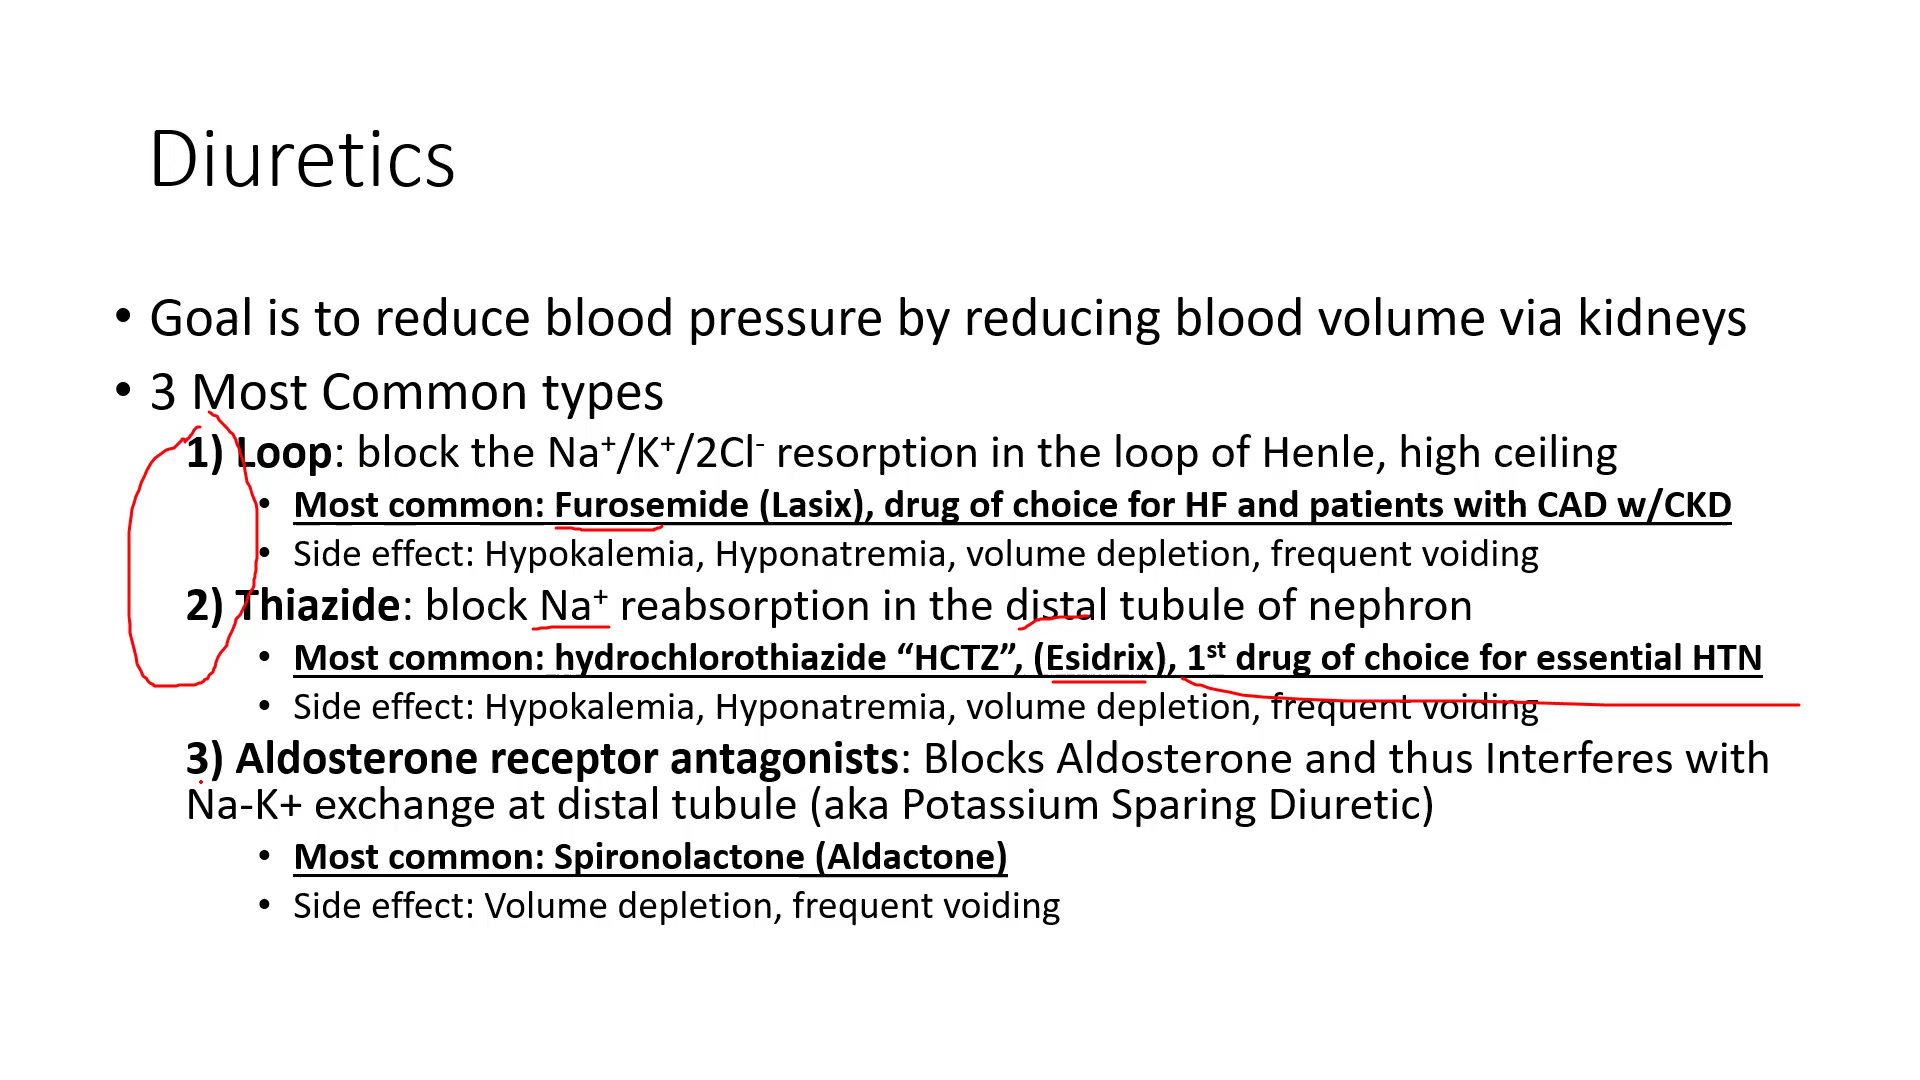 Diuretics
• Goal is to reduce blood pressure by reducing blood volume via kidneys
• 3 Most Common types
1) Loop: block the Na⁺/K⁺/2Cl⁻ resorption in the loop of Henle, high ceiling
• Most common: Furosemide (Lasix), drug of choice for HF and patients with CAD w/CKD
• Side effect: Hypokalemia, Hyponatremia, volume depletion, frequent voiding
2) Thiazide: block Na⁺ reabsorption in the distal tubule of nephron
• Most common: hydrochlorothiazide “HCTZ”, (Esidrix), 1ˢᵗ drug of choice for essential HTN
• Side effect: Hypokalemia, Hyponatremia, volume depletion, frequent voiding
3) Aldosterone receptor antagonists: Blocks Aldosterone and thus Interferes with
Na-K+ exchange at distal tubule (aka Potassium Sparing Diuretic)
• Most common: Spironolactone (Aldactone)
• Side effect: Volume depletion, frequent voiding